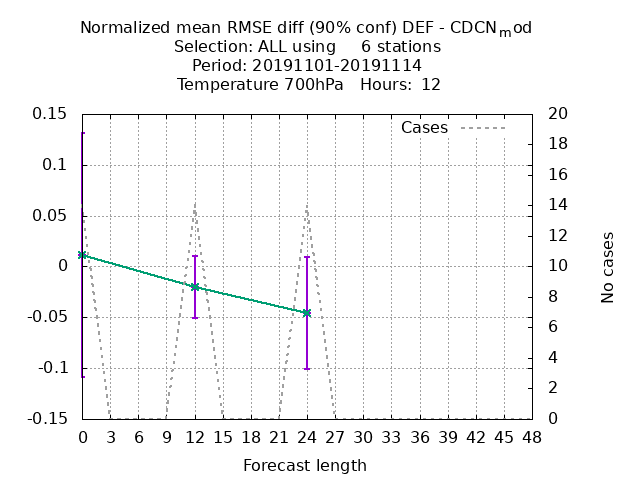 Normalized mean RMSE diff (90% conf) DEF - CDCNmod
Selection: ALL using 6 stations
Period: 20191101-20191114
Temperature 700hPa Hours: 12
Cases
0.15
0.1
0.05
0
-0.05
-0.1
-0.15
20
18
16
14
12
10
8
6
4
2
0
No cases
0 3 6 9 12 15 18 21 24 27 30 33 36 39 42 45 48
Forecast length